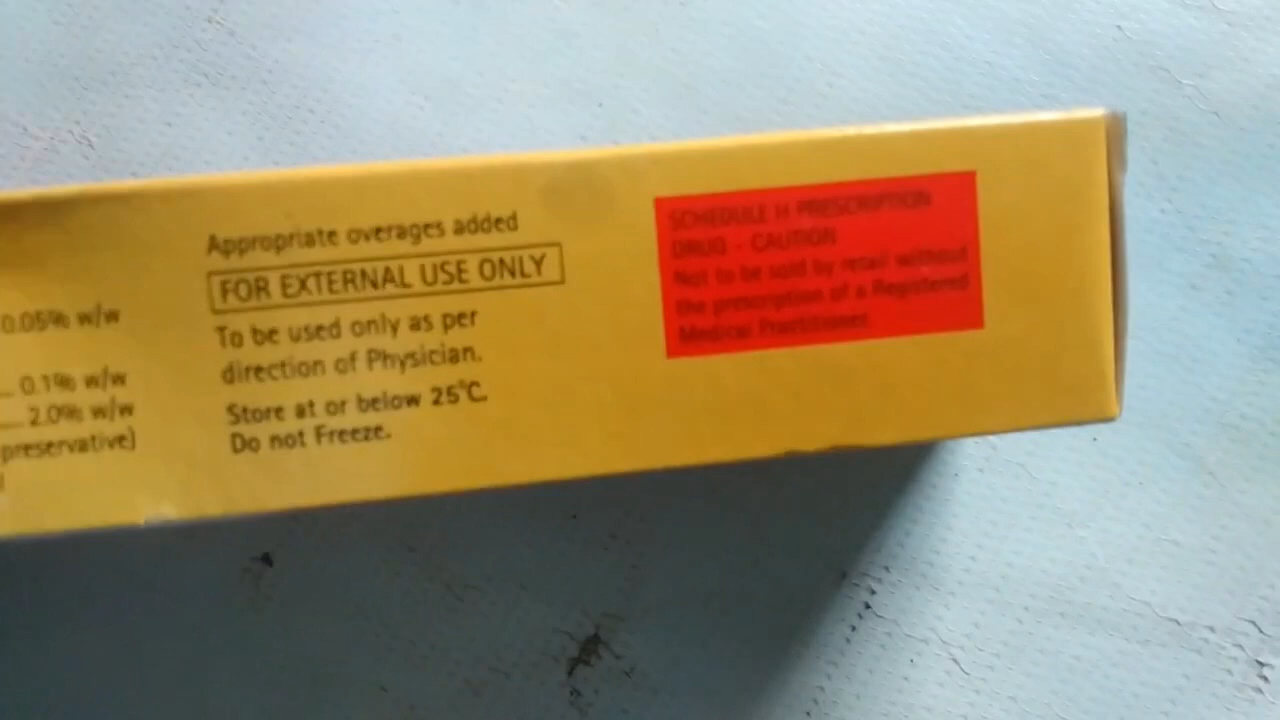 0.05% w/w
0.1% w/w
2.0% w/w
preservative)
Appropriate overages added
FOR EXTERNAL USE ONLY
To be used only as per
direction of Physician.
Store at or below 25°C.
Do not Freeze.
SCHEDULE H PRESCRIPTION
DRUG - CAUTION
Not to be sold by retail without
the prescription of a Registered
Medical Practitioner.